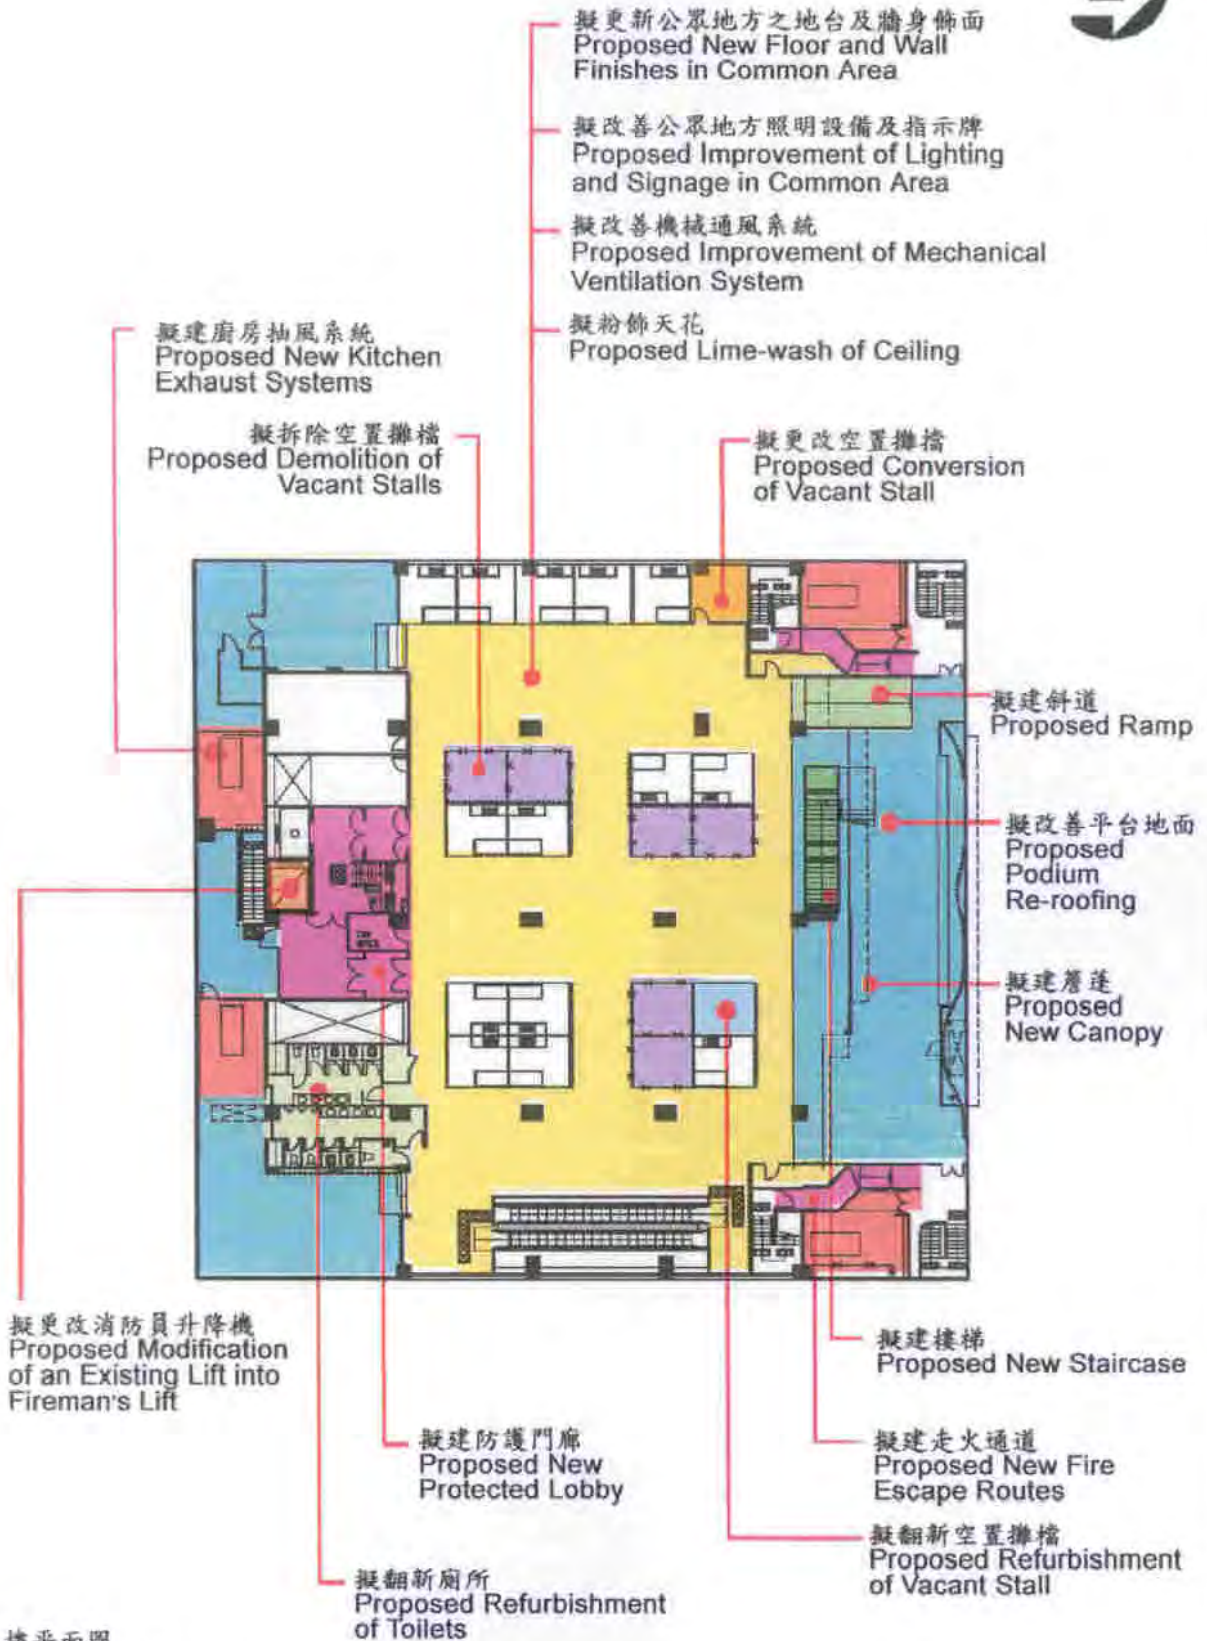 擬更新公眾地方之地台及牆身飾面
Proposed New Floor and Wall
Finishes in Common Area
擬改善公眾地方照明設備及指示牌
Proposed Improvement of Lighting
and Signage in Common Area
擬改善機械通風系統
Proposed Improvement of Mechanical
Ventilation System
擬粉飾天花
Proposed Lime-wash of Ceiling
擬建廚房抽風系統
Proposed New Kitchen
Exhaust Systems
擬拆除空置攤檔
Proposed Demolition of
Vacant Stalls
擬更改空置攤擋
Proposed Conversion
of Vacant Stall
擬建斜道
Proposed Ramp
擬改善平台地面
Proposed
Podium
Re-roofing
擬建簷蓬
Proposed
New Canopy
擬更改消防員升降機
Proposed Modification
of an Existing Lift into
Fireman's Lift
擬建樓梯
Proposed New Staircase
擬建防護門廊
Proposed New
Protected Lobby
擬建走火通道
Proposed New Fire
Escape Routes
擬翻新空置攤檔
Proposed Refurbishment
of Vacant Stall
擬翻新廁所
Proposed Refurbishment
of Toilets